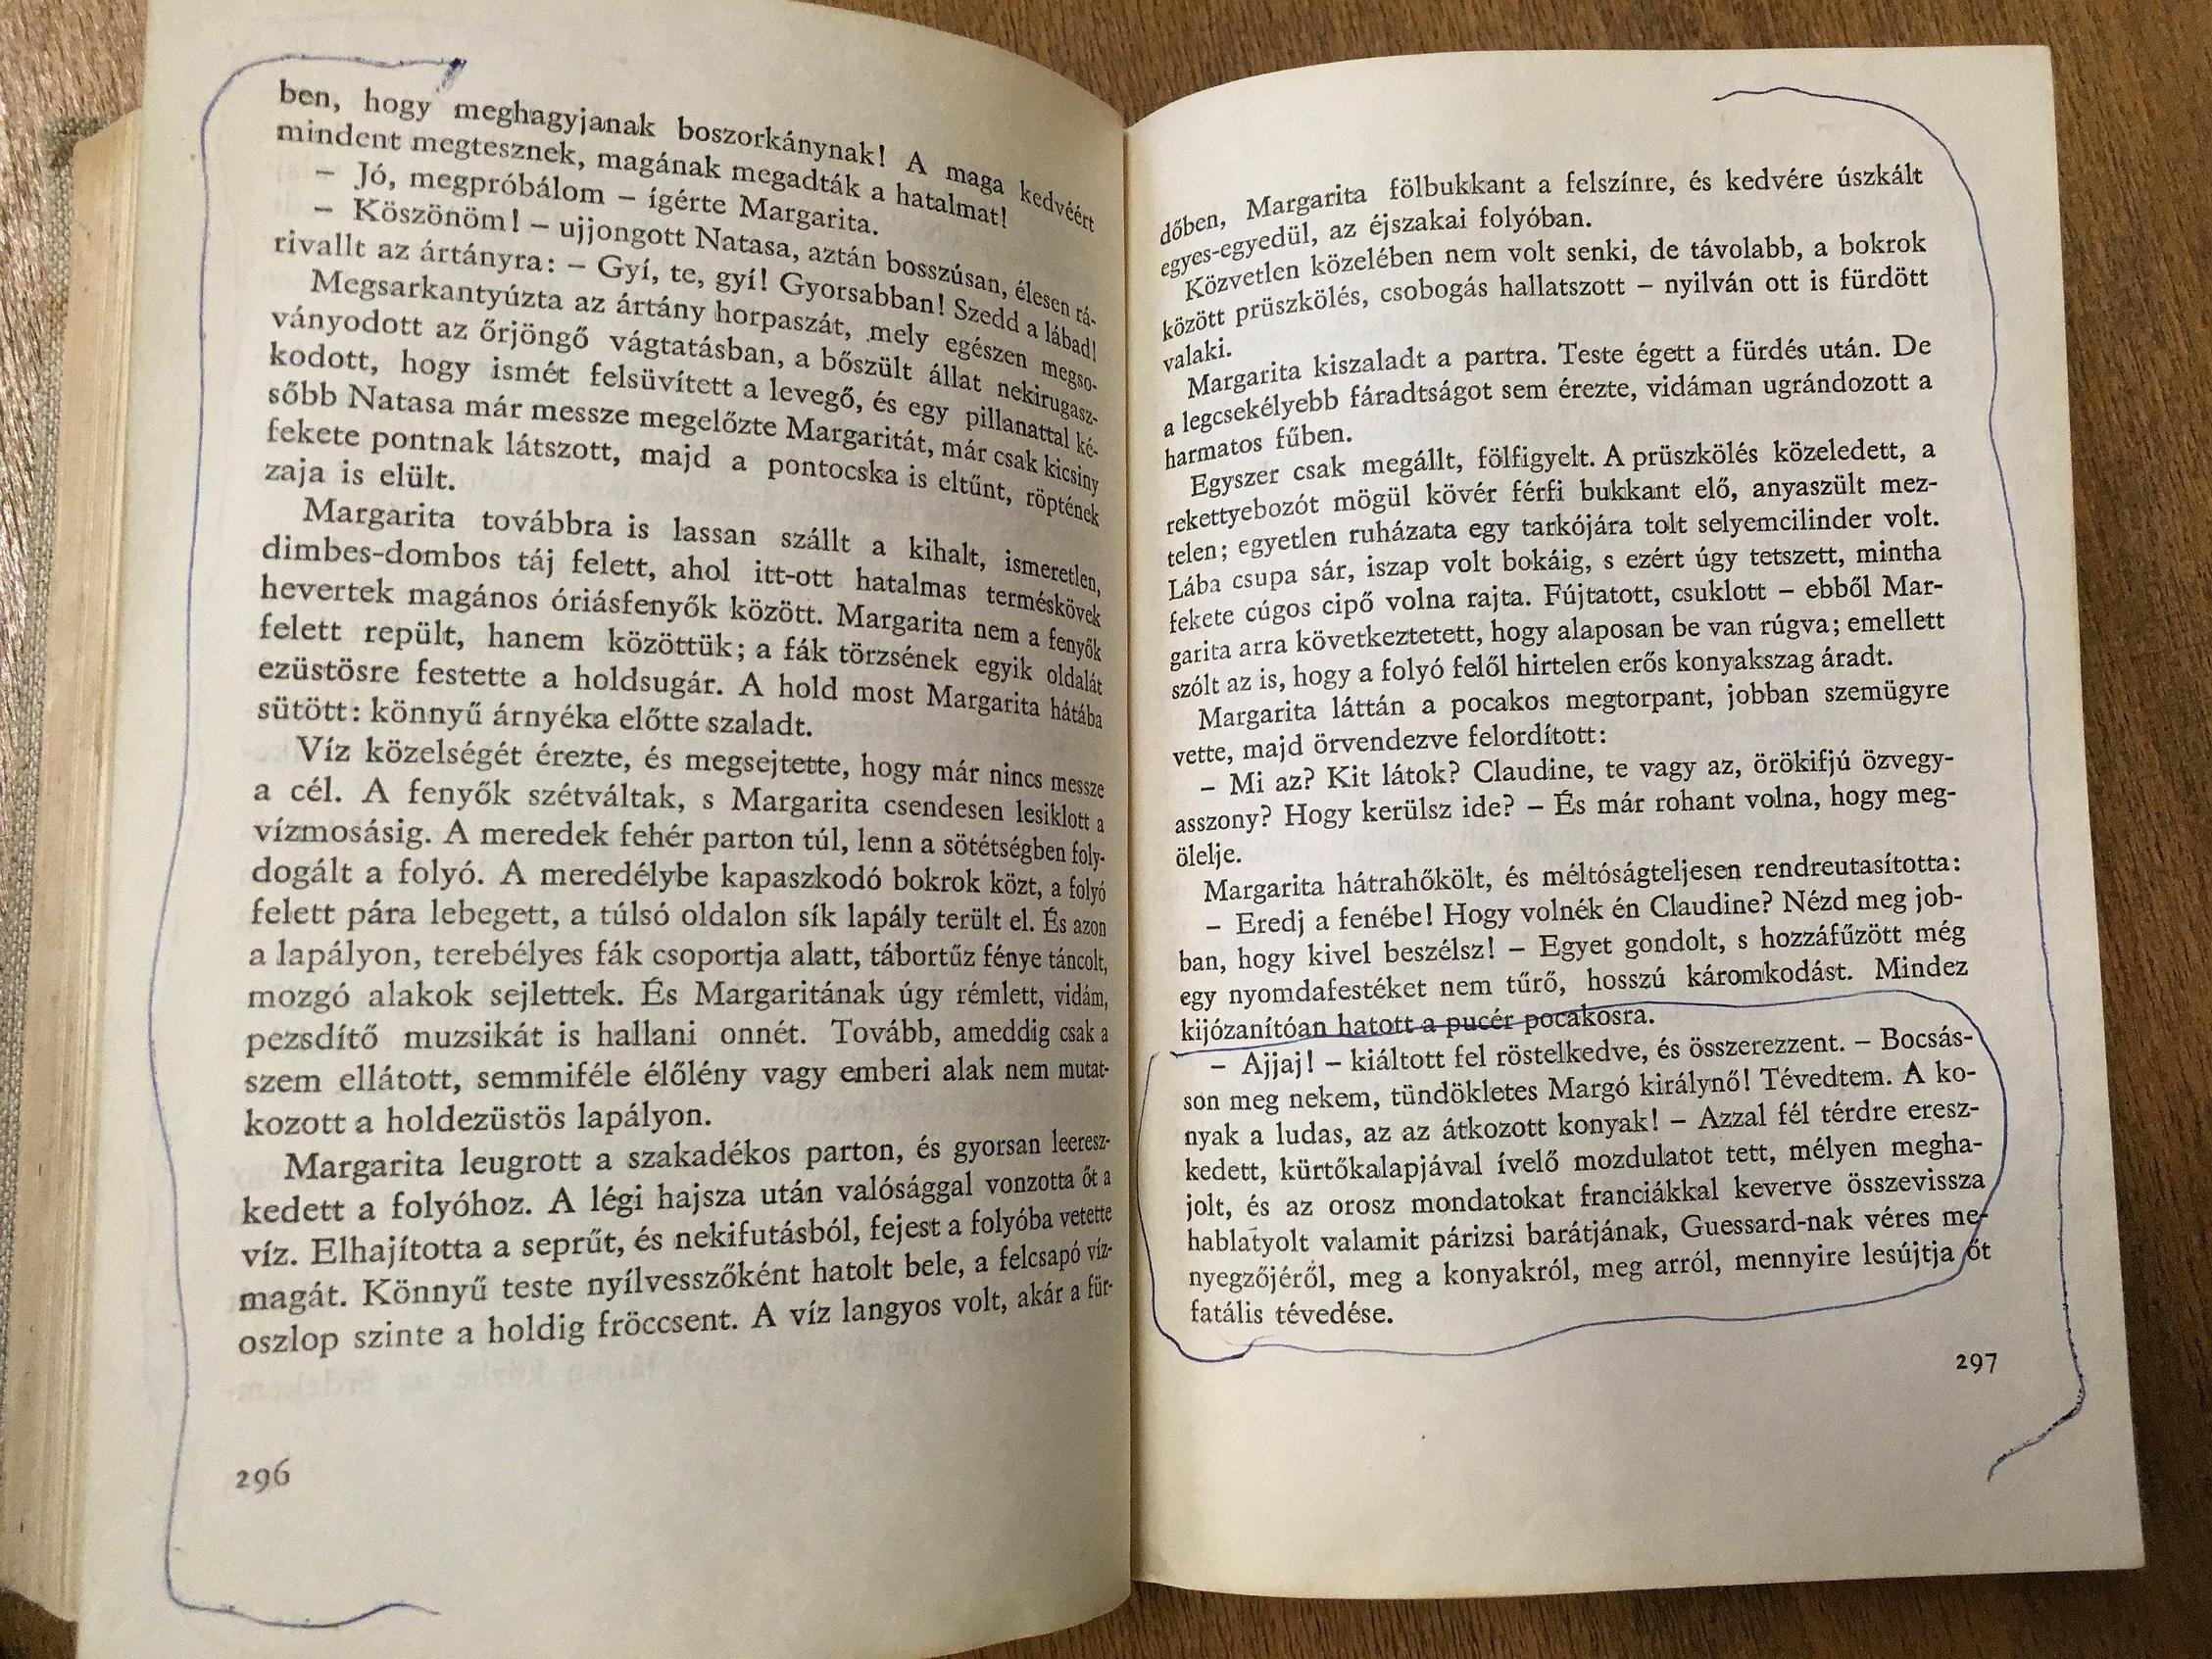 ben, hogy meghagyjanak boszorkánynak! A maga kedvéért
mindent megtesznek, magának megadták a hatalmat!
– Jó, megpróbálom – ígérte Margarita.
– Köszönöm! – ujjongott Natasa, aztán bosszúsan, élesen rá-
rivallt az ártányra: – Gyí, te, gyí! Gyorsabban! Szedd a lábad!
Megsarkantyúzta az ártány horpaszát, mely egészen megso-
ványodott az őrjöngő vágtatásban, a bőszült állat nekirugasz-
kodott, hogy ismét felsüvített a levegő, és egy pillanattal ké-
sőbb Natasa már messze megelőzte Margaritát, már csak kicsiny
fekete pontnak látszott, majd a pontocska is eltűnt, röptének
zaja is elült.
Margarita továbbra is lassan szállt a kihalt, ismeretlen,
dimbes-dombos táj felett, ahol itt-ott hatalmas terméskövek
hevertek magános óriásfenyők között. Margarita nem a fenyők
felett repült, hanem közöttük; a fák törzsének egyik oldalát
ezüstösre festette a holdsugár. A hold most Margarita hátába
sütött: könnyű árnyéka előtte szaladt.
Víz közelségét érezte, és megsejtette, hogy már nincs messze
a cél. A fenyők szétváltak, s Margarita csendesen lesiklott a
vízmosásig. A meredek fehér parton túl, lenn a sötétségben foly-
dogált a folyó. A meredélybe kapaszkodó bokrok közt, a folyó
felett pára lebegett, a túlsó oldalon sík lapály terült el. És azon
a lapályon, terebélyes fák csoportja alatt, tábortűz fénye táncolt,
mozgó alakok sejlettek. És Margaritának úgy rémlett, vidám,
pezsdítő muzsikát is hallani onnét. Tovább, ameddig csak a
szem ellátott, semmiféle élőlény vagy emberi alak nem mutat-
kozott a holdezüstös lapályon.
Margarita leugrott a szakadékos parton, és gyorsan leeresz-
kedett a folyóhoz. A légi hajsza után valósággal vonzotta őt a
víz. Elhajította a seprűt, és nekifutásból, fejest a folyóba vetette
magát. Könnyű teste nyílvesszőként hatolt bele, a felcsapó víz-
oszlop szinte a holdig fröccsent. A víz langyos volt, akár a für-
296
dőben, Margarita fölbukkant a felszínre, és kedvére úszkált
egyes-egyedül, az éjszakai folyóban.
Közvetlen közelében nem volt senki, de távolabb, a bokrok
között prüszkölés, csobogás hallatszott – nyilván ott is fürdött
valaki.
Margarita kiszaladt a partra. Teste égett a fürdés után. De
a legcsekélyebb fáradtságot sem érezte, vidáman ugrándozott a
harmatos fűben.
Egyszer csak megállt, fölfigyelt. A prüszkölés közeledett, a
rekettyebozót mögül kövér férfi bukkant elő, anyaszült mez-
telen; egyetlen ruházata egy tarkójára tolt selyemcilinder volt.
Lába csupa sár, iszap volt bokáig, s ezért úgy tetszett, mintha
fekete cúgos cipő volna rajta. Fújtatott, csuklott – ebből Mar-
garita arra következtetett, hogy alaposan be van rúgva; emellett
szólt az is, hogy a folyó felől hirtelen erős konyakszag áradt.
Margarita láttán a pocakos megtorpant, jobban szemügyre
vette, majd örvendezve felordított:
– Mi az? Kit látok? Claudine, te vagy az, örökifjú özvegy-
asszony? Hogy kerülsz ide? – És már rohant volna, hogy meg-
ölelje.
Margarita hátrahőkölt, és méltóságteljesen rendreutasította:
– Eredj a fenébe! Hogy volnék én Claudine? Nézd meg job-
ban, hogy kivel beszélsz! – Egyet gondolt, s hozzáfűzött még
egy nyomdafestéket nem tűrő, hosszú káromkodást. Mindez
kijózanítóan hatott a pucér pocakosra.
– Ajjaj! – kiáltott fel röstelkedve, és összerezzent. – Bocsás-
son meg nekem, tündökletes Margó királynő! Tévedtem. A ko-
nyak a ludas, az az átkozott konyak! – Azzal fél térdre eresz-
kedett, kürtőkalapjával ívelő mozdulatot tett, mélyen megha-
jolt, és az orosz mondatokat franciákkal keverve összevissza
hablatyolt valamit párizsi barátjának, Guessard-nak véres me-
nyegzőjéről, meg a konyakról, meg arról, mennyire lesújtja őt
fatális tévedése.
297